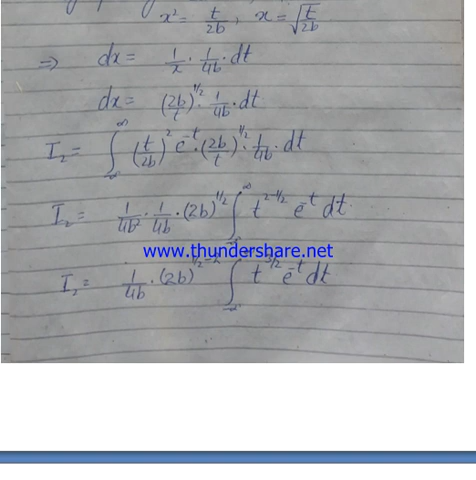 x² = t/2b , x = √(t/2b)
⇒ dx = 1/x · 1/4b · dt
dx = (2b/t)^1/2 · 1/4b · dt
I₂ = ∫_-∞^∞ (t/2b)² e^-t · (2b/t)^1/2 · 1/4b · dt
I₂ = 1/4b² · 1/4b · (2b)^1/2 ∫_-∞^∞ t^2-1/2 e^-t dt
www.thundershare.net
I₂ = 1/4b · (2b)^1/2-2 ∫_-∞^∞ t^3/2 e^-t dt